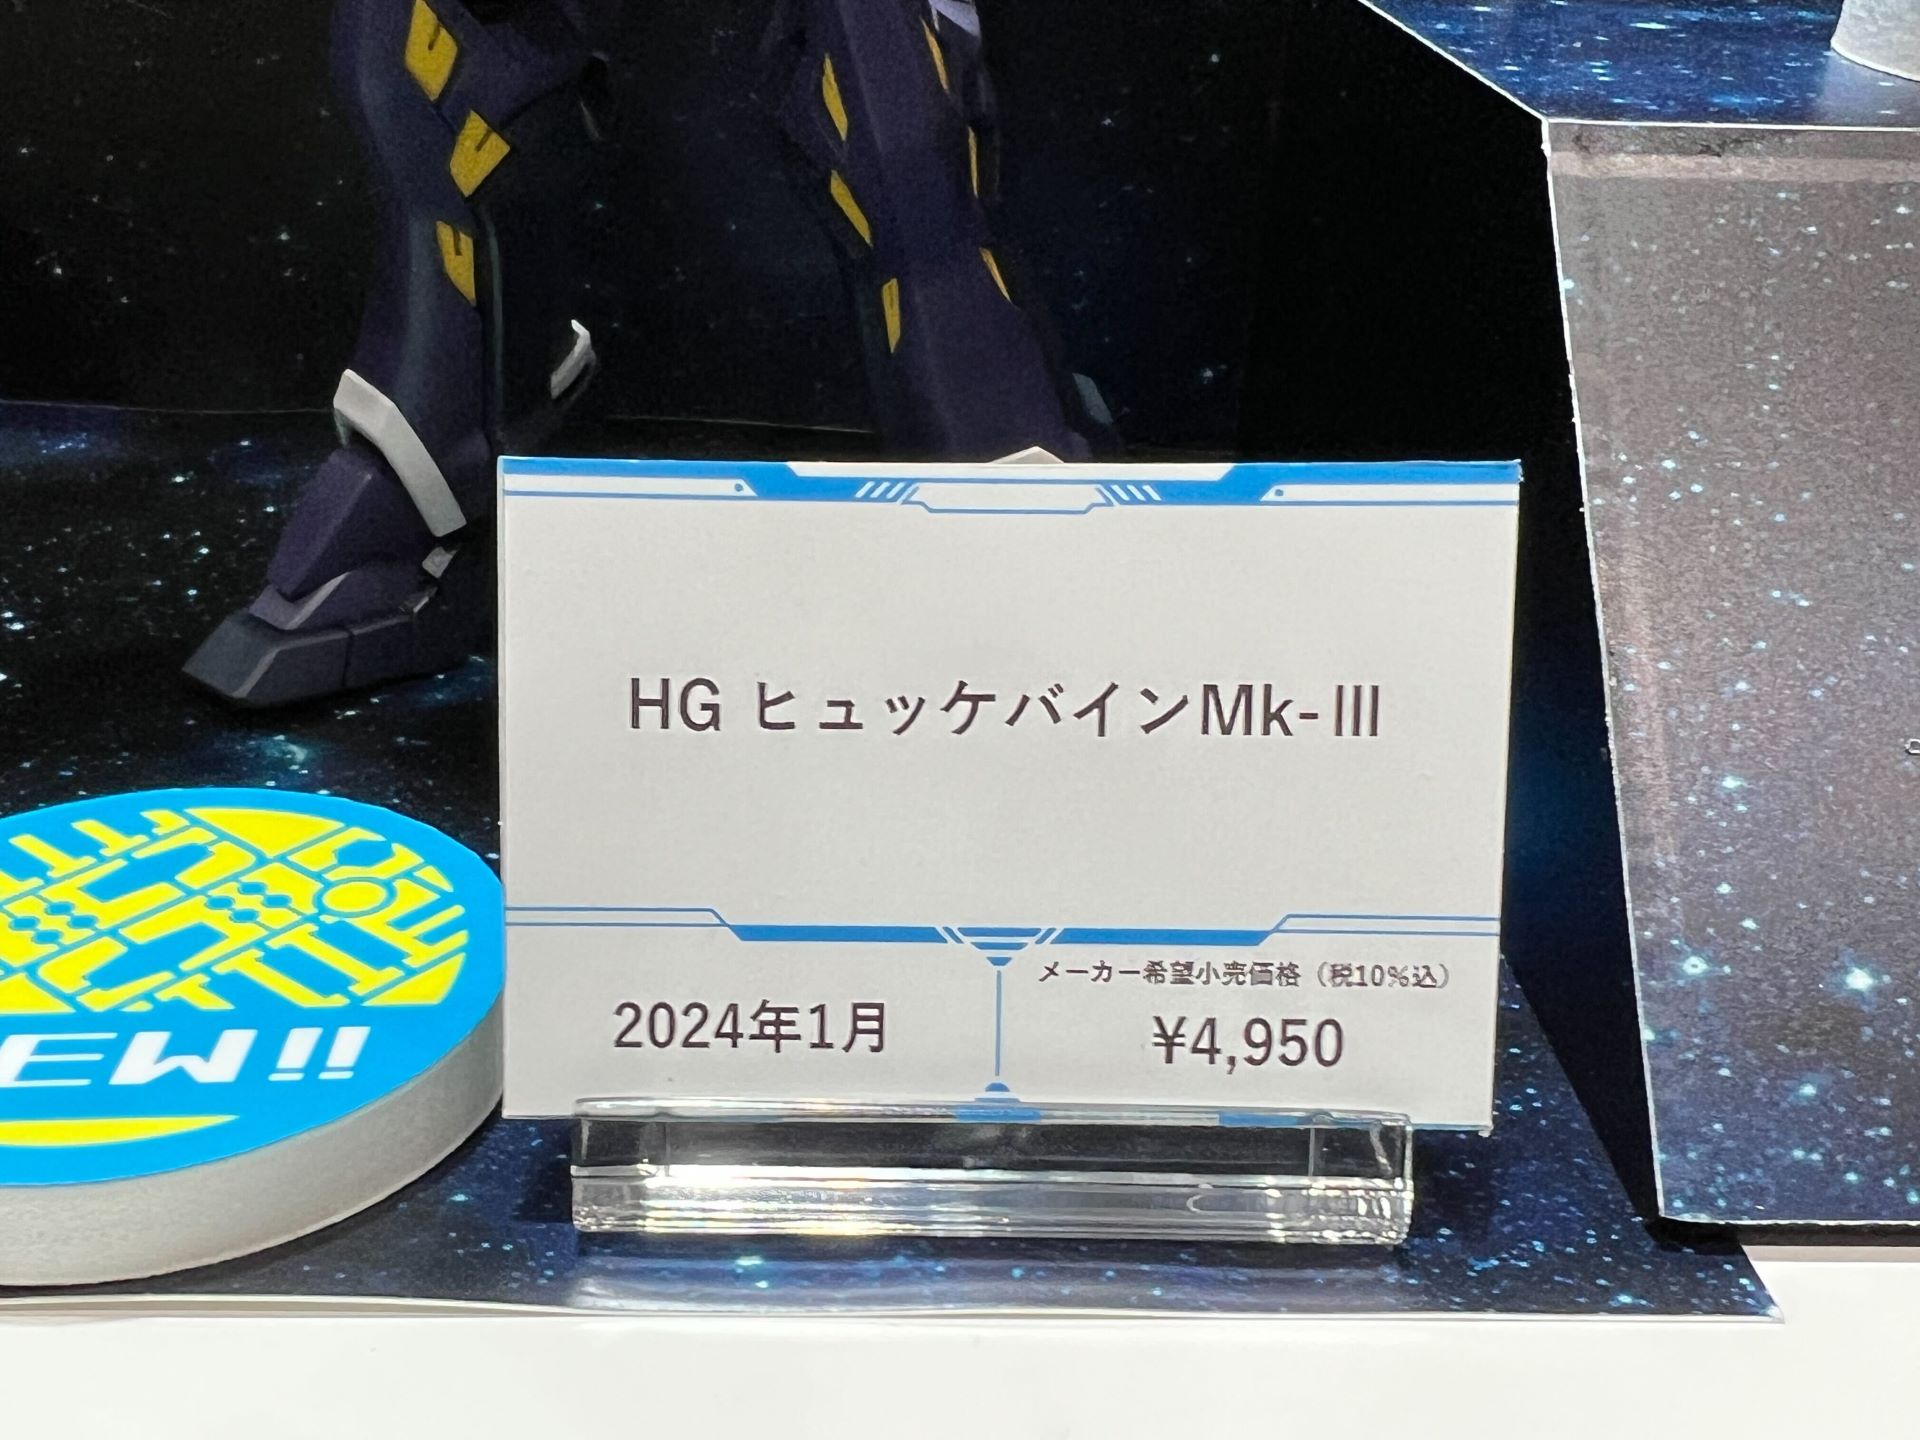 HG ヒュッケバインMk-Ⅲ
メーカー希望小売価格（税10%込）
2024年1月
¥4,950
EW!!